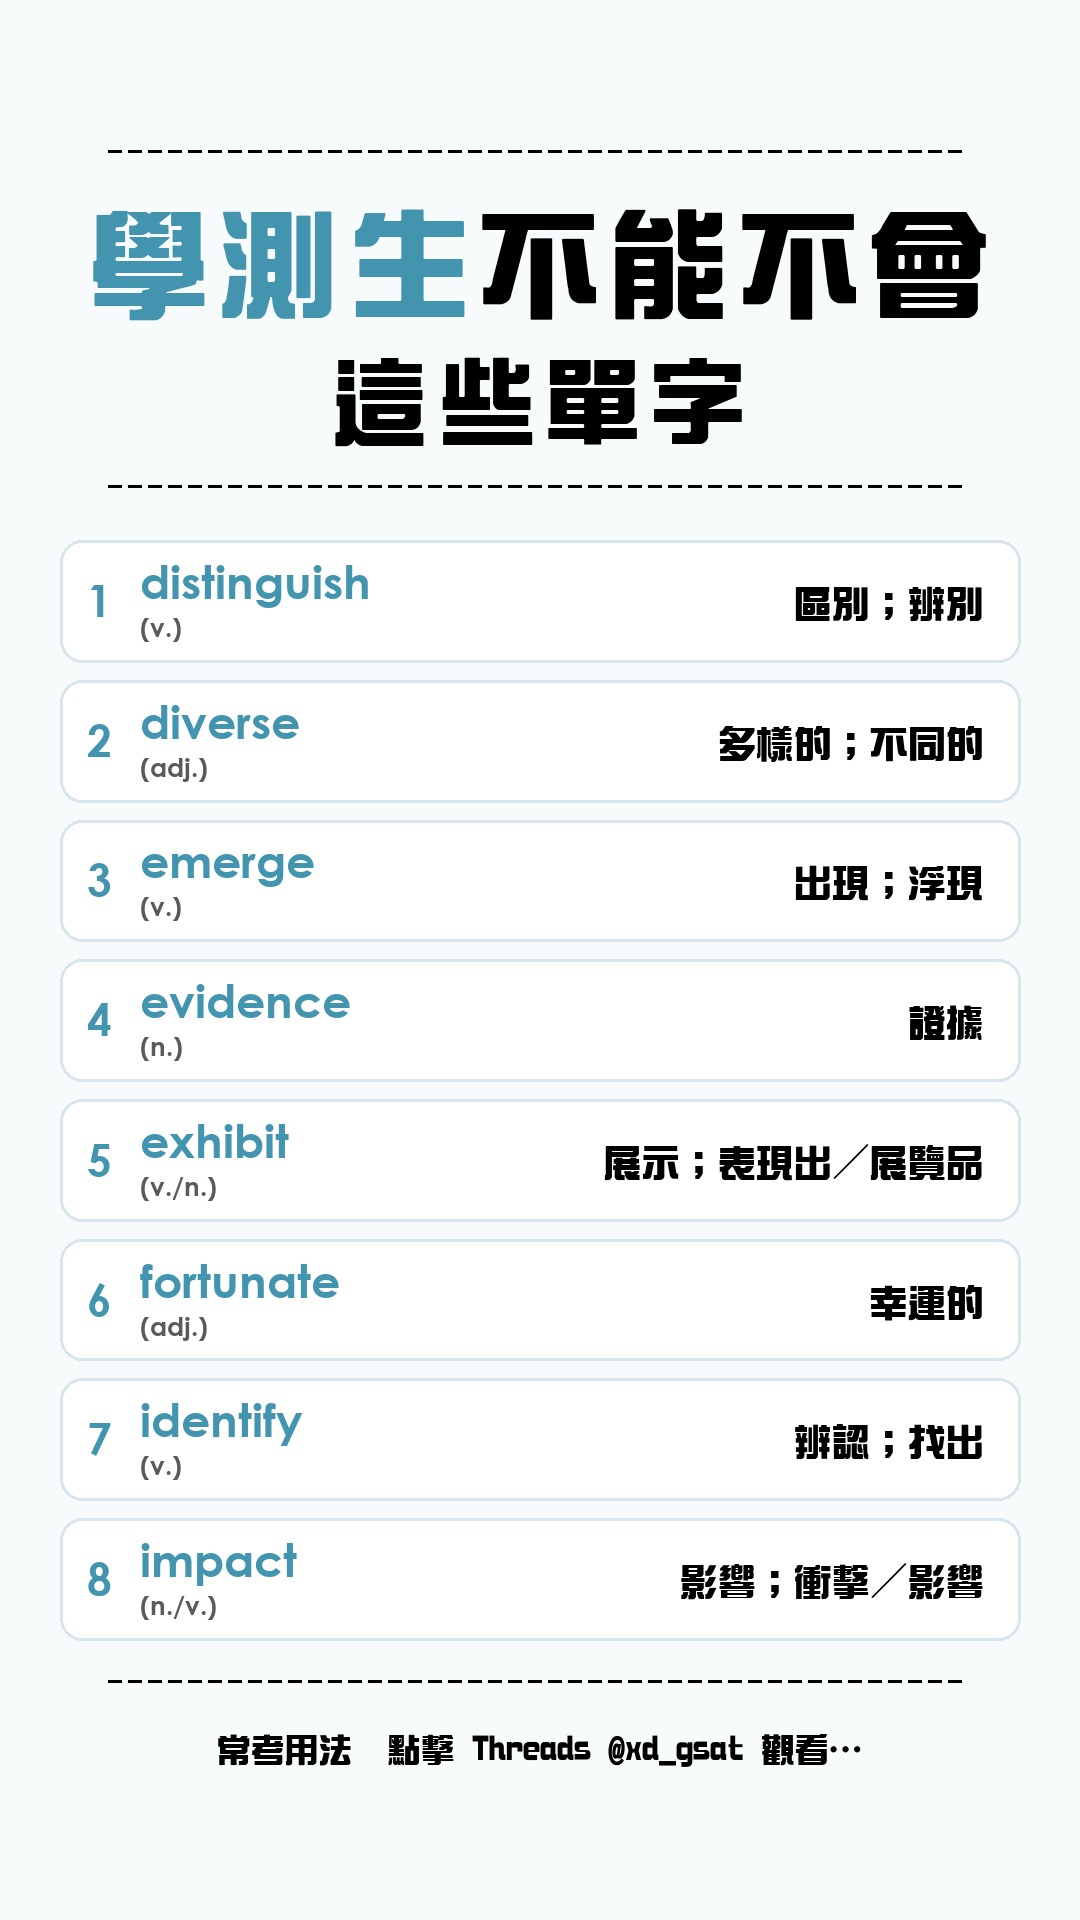 學測生不能不會
這些單字
1 distinguish 區別；辨別
(v.)
2 diverse 多樣的；不同的
(adj.)
3 emerge 出現；浮現
(v.)
4 evidence 證據
(n.)
5 exhibit 展示；表現出／展覽品
(v./n.)
6 fortunate 幸運的
(adj.)
7 identify 辨認；找出
(v.)
8 impact 影響；衝擊／影響
(n./v.)
常考用法　點擊 Threads @xd_gsat 觀看…